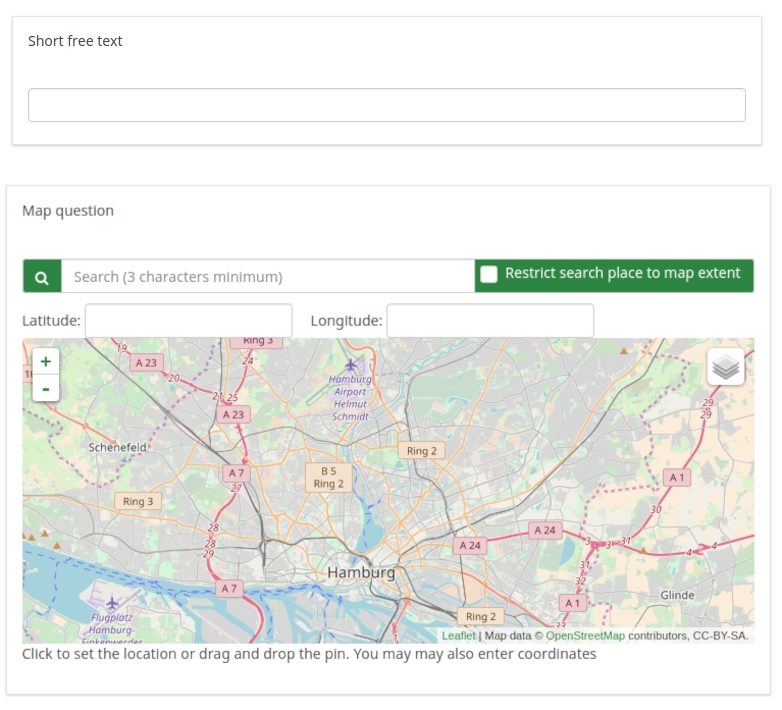 Short free text
Map question
Search (3 characters minimum)
Restrict search place to map extent
Latitude:
Longitude:
19
A 23
Ring 3
24
+
20
Hamburg
Airport
Helmut
Schmidt
-
21 25
29
29
A 23
Schenefeld
Ring 2
A 7
27
B 5
Ring 2
A 1
Ring 3
30
28
28
29
A 24
A 24
3
3
31
4
4
31
Hamburg
32
A 7
A 1
Glinde
Flugplatz
Hamburg-
Finkenwerder
Ring 2
33
Leaflet | Map data © OpenStreetMap contributors, CC-BY-SA.
Click to set the location or drag and drop the pin. You may may also enter coordinates